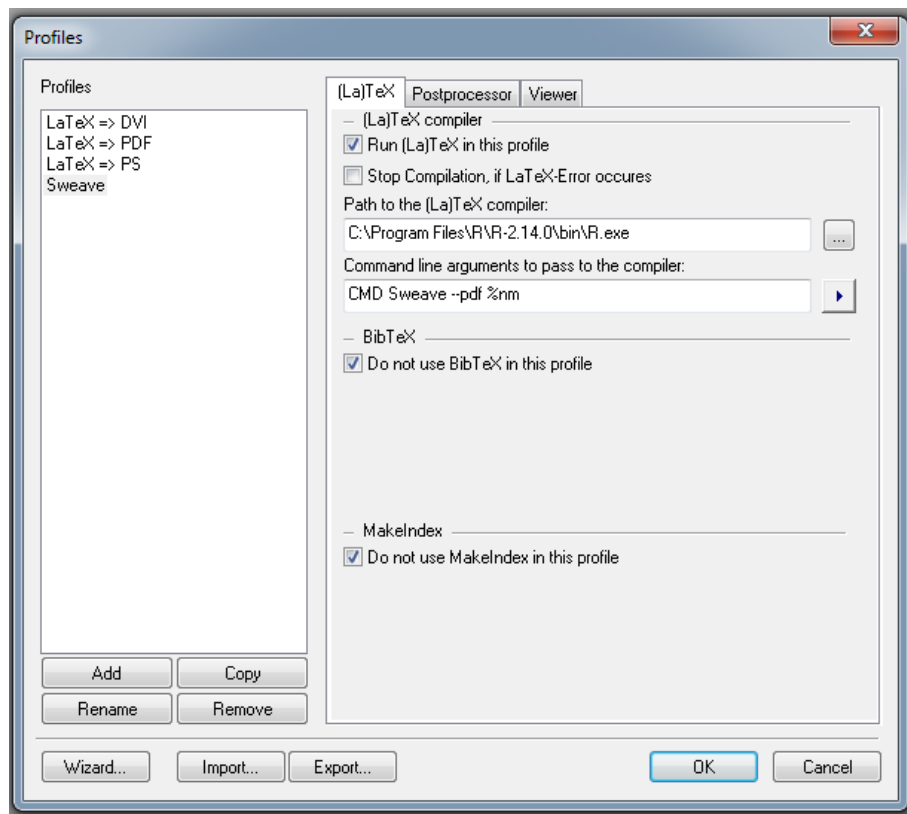 Profiles
Profiles
LaTeX => DVI
LaTeX => PDF
LaTeX => PS
Sweave
Add
Copy
Rename
Remove
(La)TeX
Postprocessor
Viewer
(La)TeX compiler
Run (La)TeX in this profile
Stop Compilation, if LaTeX-Error occures
Path to the (La)TeX compiler:
C:\Program Files\R\R-2.14.0\bin\R.exe
...
Command line arguments to pass to the compiler:
CMD Sweave --pdf %nm
BibTeX
Do not use BibTeX in this profile
MakeIndex
Do not use MakeIndex in this profile
Wizard...
Import...
Export...
OK
Cancel